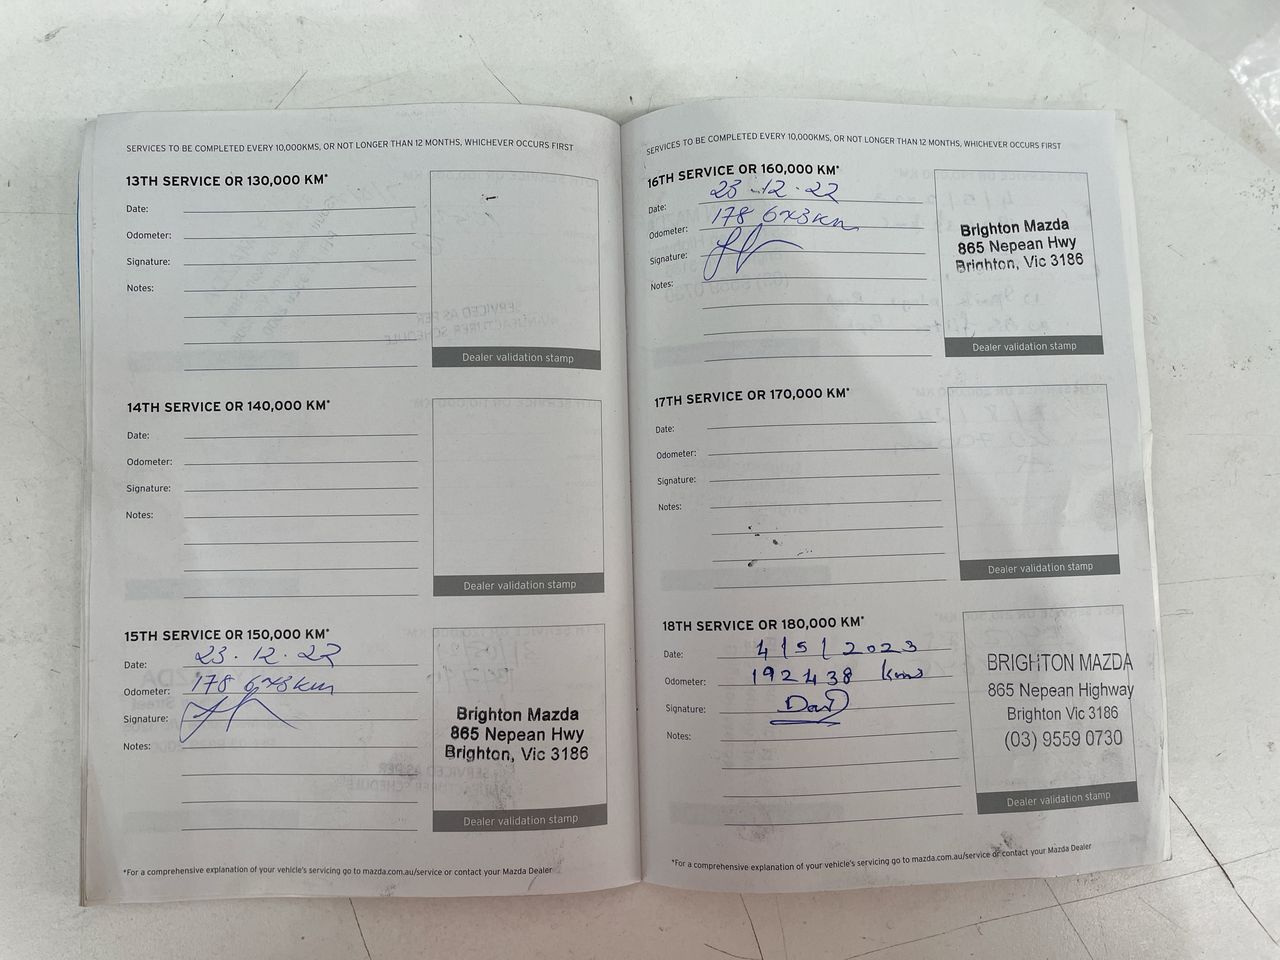 SERVICES TO BE COMPLETED EVERY 10,000KMS, OR NOT LONGER THAN 12 MONTHS, WHICHEVER OCCURS FIRST
13TH SERVICE OR 130,000 KM*
Date:
Odometer:
Signature:
Notes:
Dealer validation stamp
14TH SERVICE OR 140,000 KM*
Date:
Odometer:
Signature:
Notes:
Dealer validation stamp
15TH SERVICE OR 150,000 KM*
Date: 23.12.22
Odometer: 178 673km
Signature:
Notes:
Brighton Mazda
865 Nepean Hwy
Brighton, Vic 3186
Dealer validation stamp
*For a comprehensive explanation of your vehicle's servicing go to mazda.com.au/service or contact your Mazda Dealer
SERVICES TO BE COMPLETED EVERY 10,000KMS, OR NOT LONGER THAN 12 MONTHS, WHICHEVER OCCURS FIRST
16TH SERVICE OR 160,000 KM*
Date: 23.12.22
Odometer: 178 673km
Signature:
Notes:
Brighton Mazda
865 Nepean Hwy
Brighton, Vic 3186
Dealer validation stamp
17TH SERVICE OR 170,000 KM*
Date:
Odometer:
Signature:
Notes:
Dealer validation stamp
18TH SERVICE OR 180,000 KM*
Date: 4/5/2023
Odometer: 192438 kms
Signature:
Notes:
BRIGHTON MAZDA
865 Nepean Highway
Brighton Vic 3186
(03) 9559 0730
Dealer validation stamp
*For a comprehensive explanation of your vehicle's servicing go to mazda.com.au/service or contact your Mazda Dealer